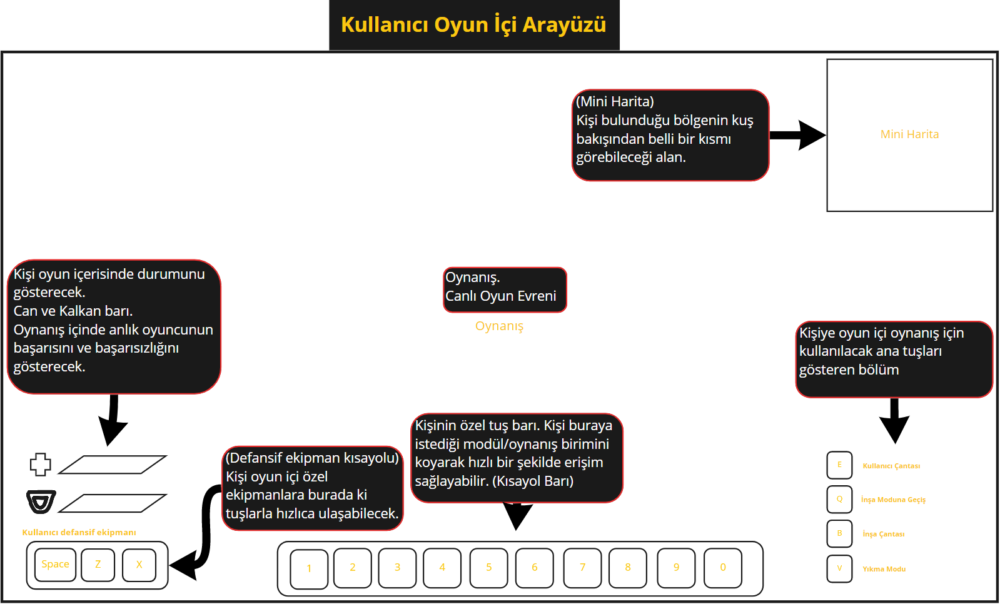 Kullanıcı Oyun İçi Arayüzü
(Mini Harita)
Kişi bulunduğu bölgenin kuş
bakışından belli bir kısmı
görebileceği alan.
Mini Harita
Kişi oyun içerisinde durumunu
gösterecek.
Can ve Kalkan barı.
Oynanış içinde anlık oyuncunun
başarısını ve başarısızlığını
gösterecek.
Oynanış.
Canlı Oyun Evreni
Oynanış
Kişiye oyun içi oynanış için
kullanılacak ana tuşları
gösteren bölüm
Kişinin özel tuş barı. Kişi buraya
istediği modül/oynanış birimini
koyarak hızlı bir şekilde erişim
sağlayabilir. (Kısayol Barı)
(Defansif ekipman kısayolu)
Kişi oyun içi özel
ekipmanlara burada ki
tuşlarla hızlıca ulaşabilecek.
Kullanıcı defansif ekipmanı
Space Z X
1 2 3 4 5 6 7 8 9 0
E Kullanıcı Çantası
Q İnşa Moduna Geçiş
B İnşa Çantası
V Yıkma Modu